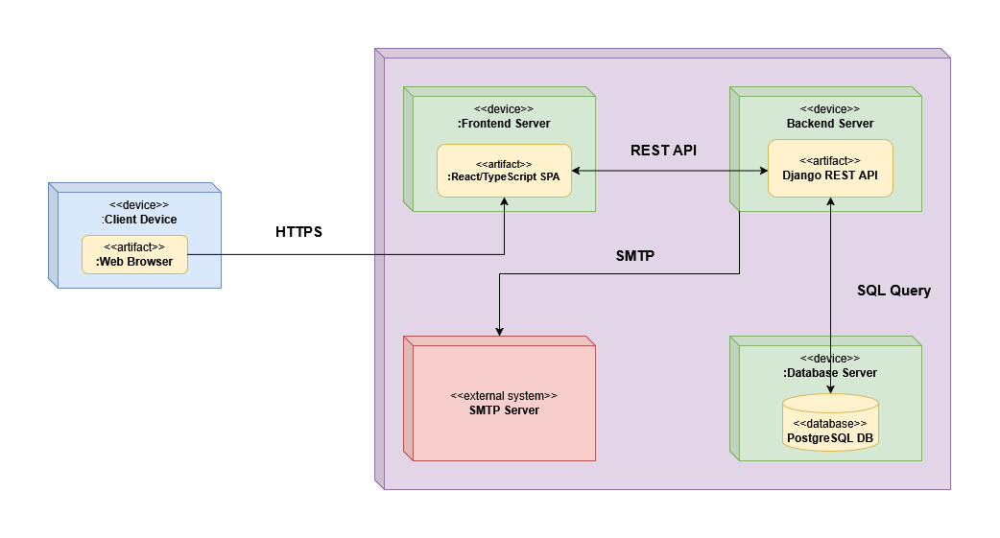 <<device>>
:Frontend Server
<<artifact>>
:React/TypeScript SPA
REST API
<<device>>
Backend Server
<<artifact>>
Django REST API
<<device>>
:Client Device
<<artifact>>
:Web Browser
HTTPS
SMTP
SQL Query
<<external system>>
SMTP Server
<<device>>
:Database Server
<<database>>
PostgreSQL DB